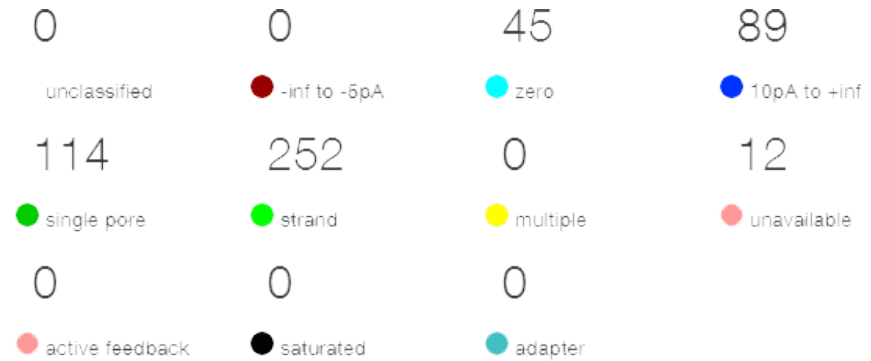 0 0 45 89
unclassified -inf to -5pA zero 10pA to +inf
114 252 0 12
single pore strand multiple unavailable
0 0 0
active feedback saturated adapter